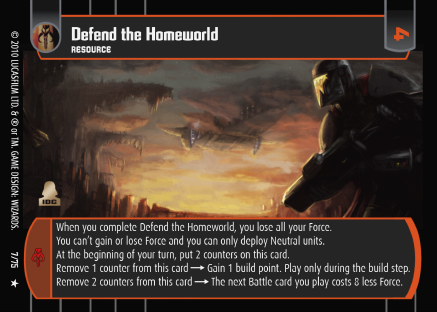 Defend the Homeworld
RESOURCE
4
© 2010 LUCASFILM LTD. & ® or TM. GAME DESIGN: WIZARDS.
7/75
IDC
When you complete Defend the Homeworld, you lose all your Force.
You can't gain or lose Force and you can only deploy Neutral units.
At the beginning of your turn, put 2 counters on this card.
Remove 1 counter from this card → Gain 1 build point. Play only during the build step.
Remove 2 counters from this card → The next Battle card you play costs 8 less Force.